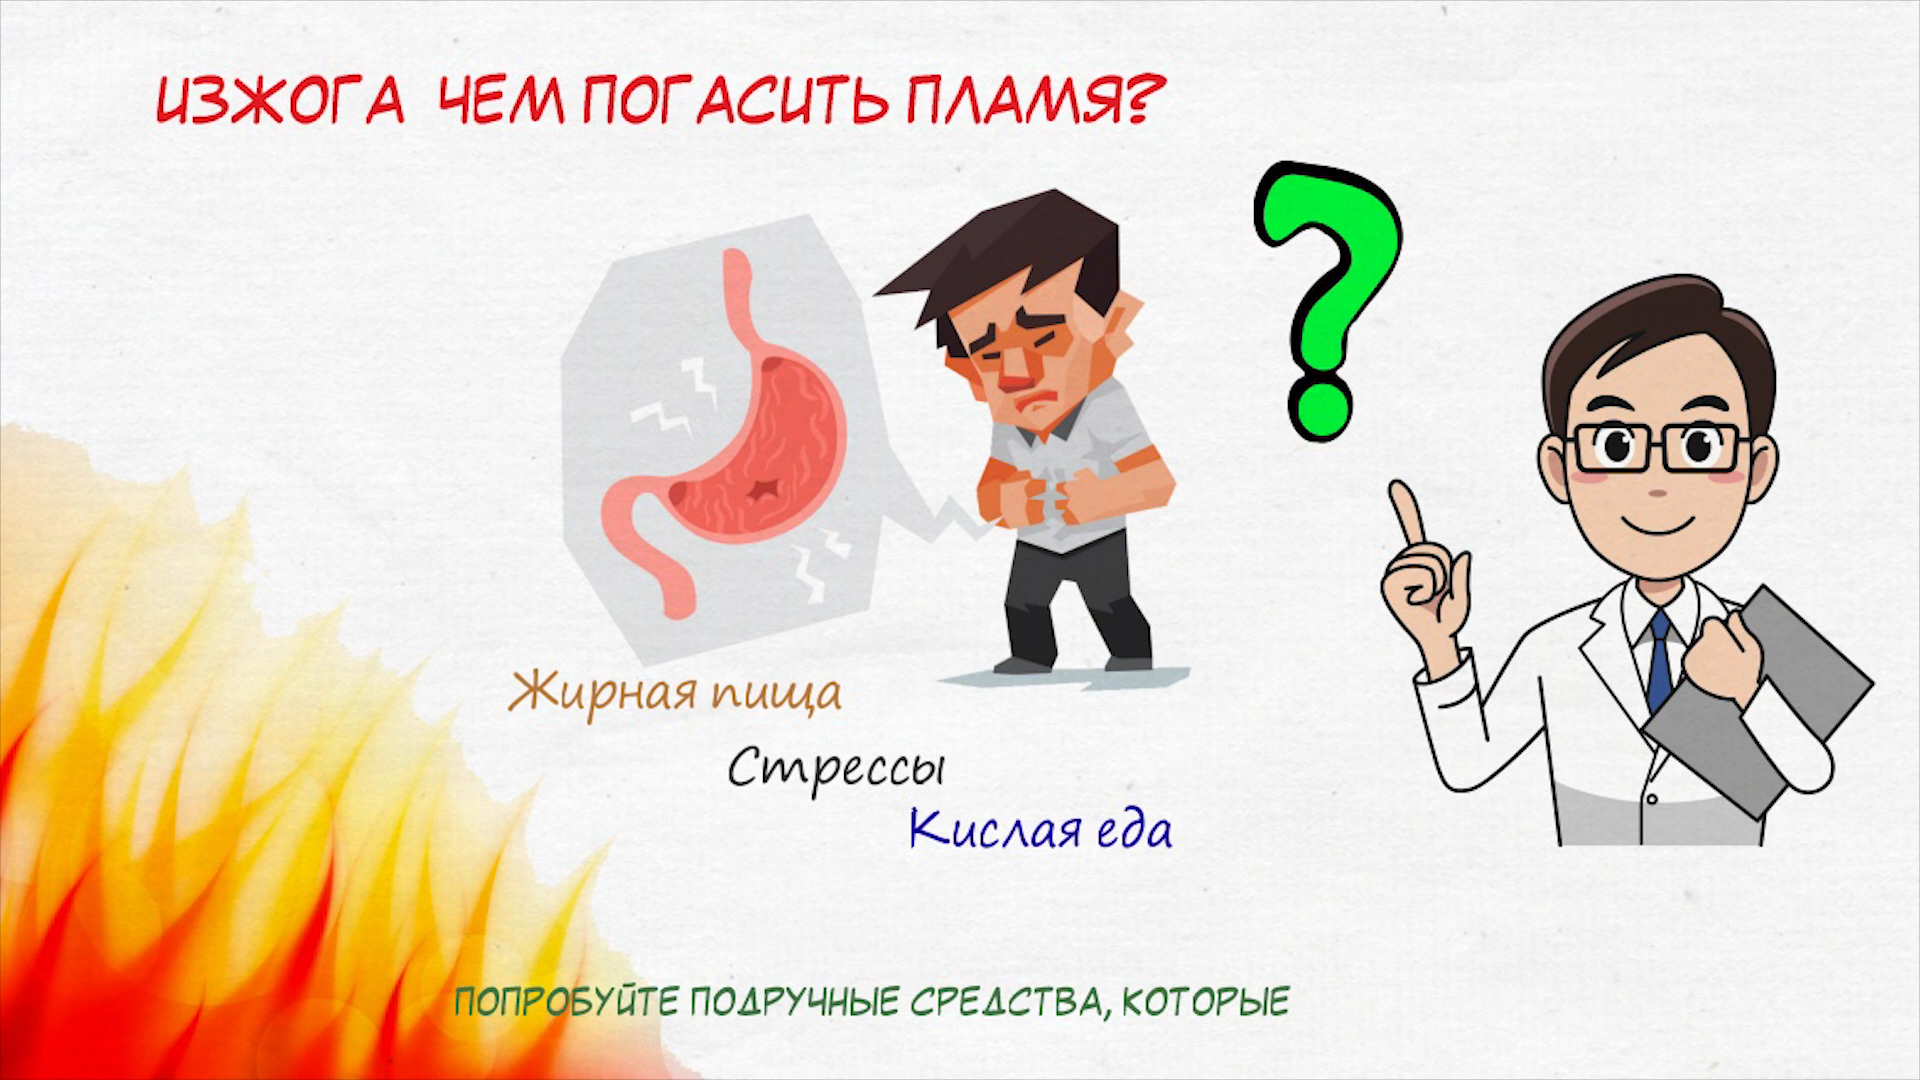 ИЗЖОГА ЧЕМ ПОГАСИТЬ ПЛАМЯ?
Жирная пища
Стрессы
Кислая еда
ПОПРОБУЙТЕ ПОДРУЧНЫЕ СРЕДСТВА, КОТОРЫЕ